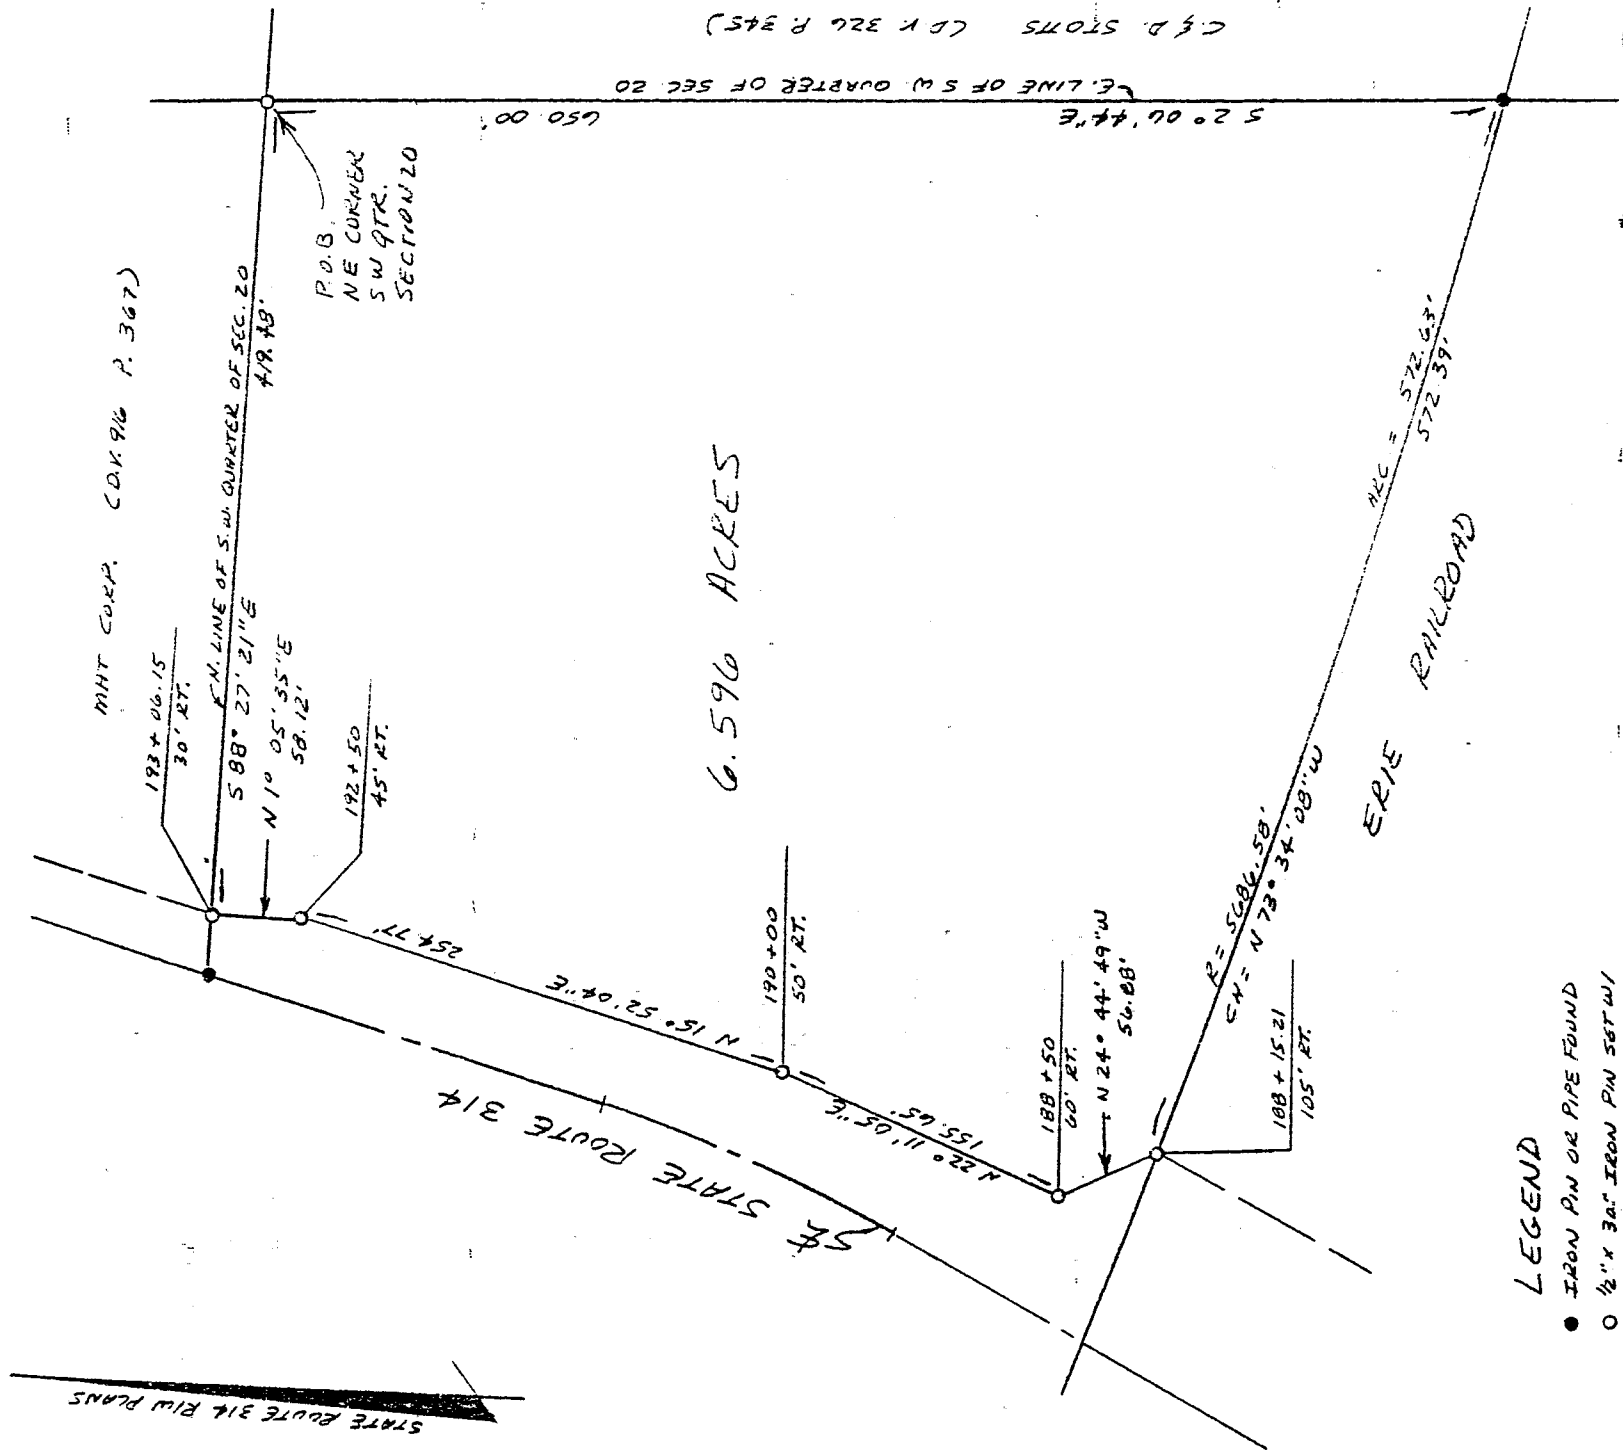 MHT CORP. (D.V. 916 P. 367)
193 + 06.15
30' RT.
N. LINE OF S.W. QUARTER OF SEC. 20
S 88° 27' 21" E
419.48'
N 1° 05' 35" E
58.12'
192 + 50
45' RT.
P.O.B.
NE CORNER
SW QTR.
SECTION 20
C. & D. STOTTS (D.V. 326 P. 345)
E. LINE OF S.W. QUARTER OF SEC. 20
S 2° 06' 44" E
650.00'
254.77'
N 15° 52' 04" E
190 + 00
50' RT.
6.596 ACRES
STATE ROUTE 314
N 22° 11' 05" E
155.65'
188 + 50
60' RT.
N 24° 44' 49" W
56.88'
188 + 15.21
105' RT.
R = 5686.58'
CH = N 73° 34' 08" W
ARC = 572.63'
572.39'
ERIE RAILROAD
STATE ROUTE 314 R/W PLANS
LEGEND
● IRON PIN OR PIPE FOUND
○ 1/2" X 30" IRON PIN SET W/